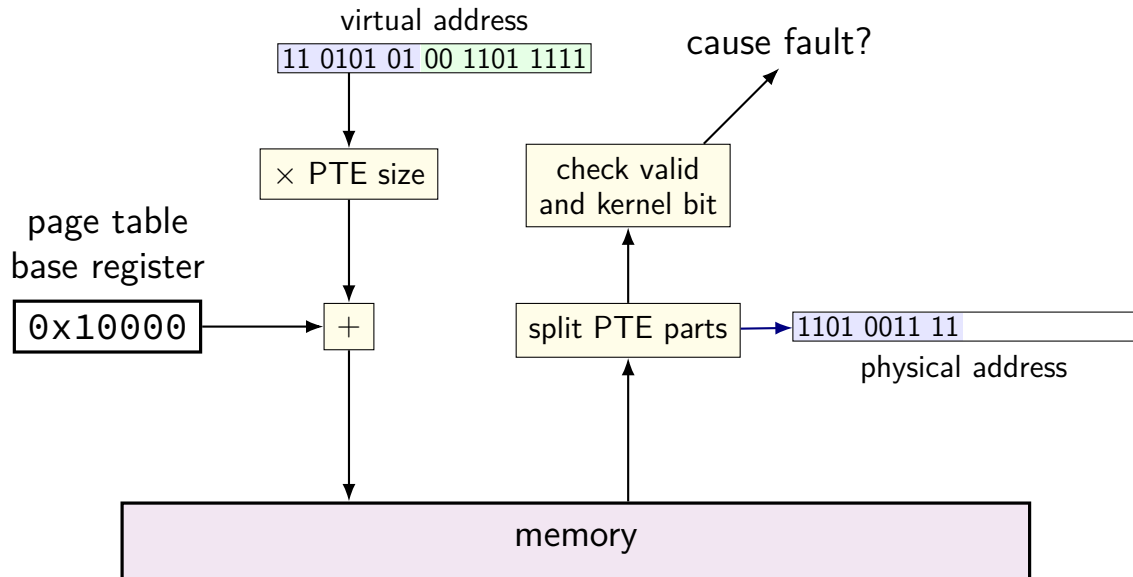 virtual address
11 0101 01 00 1101 1111
cause fault?
× PTE size
check valid
and kernel bit
page table
base register
0x10000
+
split PTE parts
1101 0011 11
physical address
memory